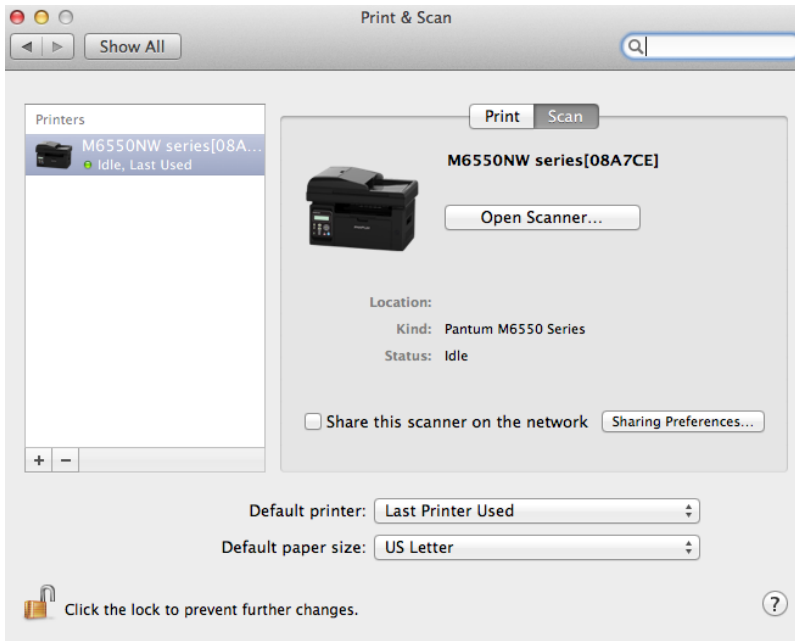 Print & Scan
Show All
Printers
M6550NW series[08A...
Idle, Last Used
+ −
Print Scan
M6550NW series[08A7CE]
Open Scanner...
Location:
Kind: Pantum M6550 Series
Status: Idle
Share this scanner on the network Sharing Preferences...
Default printer: Last Printer Used
Default paper size: US Letter
Click the lock to prevent further changes.
?